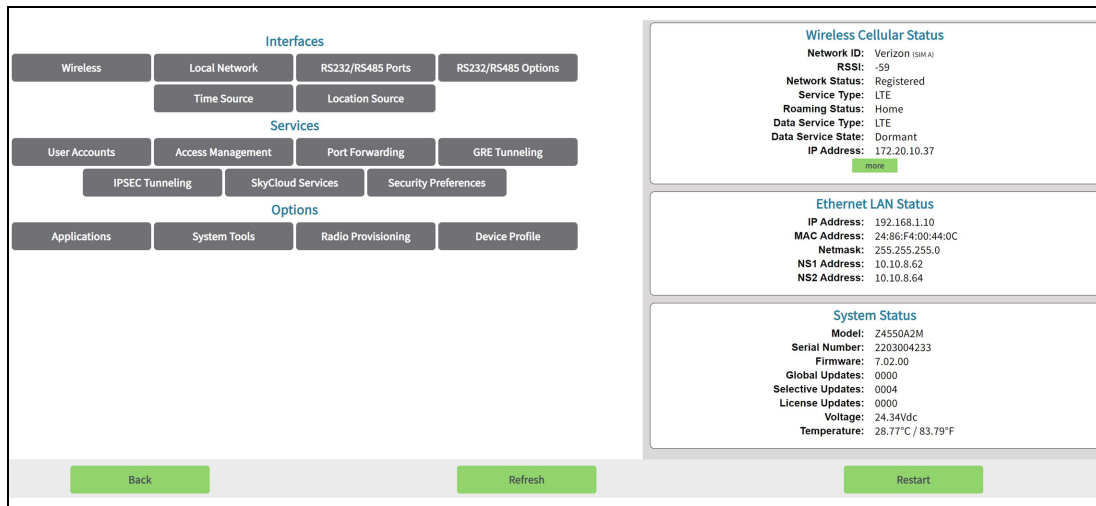 Interfaces
Wireless Local Network RS232/RS485 Ports RS232/RS485 Options
Time Source Location Source
Services
User Accounts Access Management Port Forwarding GRE Tunneling
IPSEC Tunneling SkyCloud Services Security Preferences
Options
Applications System Tools Radio Provisioning Device Profile
Wireless Cellular Status
Network ID: Verizon (SIM A)
RSSI: -59
Network Status: Registered
Service Type: LTE
Roaming Status: Home
Data Service Type: LTE
Data Service State: Dormant
IP Address: 172.20.10.37
more
Ethernet LAN Status
IP Address: 192.168.1.10
MAC Address: 24:86:F4:00:44:0C
Netmask: 255.255.255.0
NS1 Address: 10.10.8.62
NS2 Address: 10.10.8.64
System Status
Model: Z4550A2M
Serial Number: 2203004233
Firmware: 7.02.00
Global Updates: 0000
Selective Updates: 0004
License Updates: 0000
Voltage: 24.34Vdc
Temperature: 28.77°C / 83.79°F
Back Refresh Restart